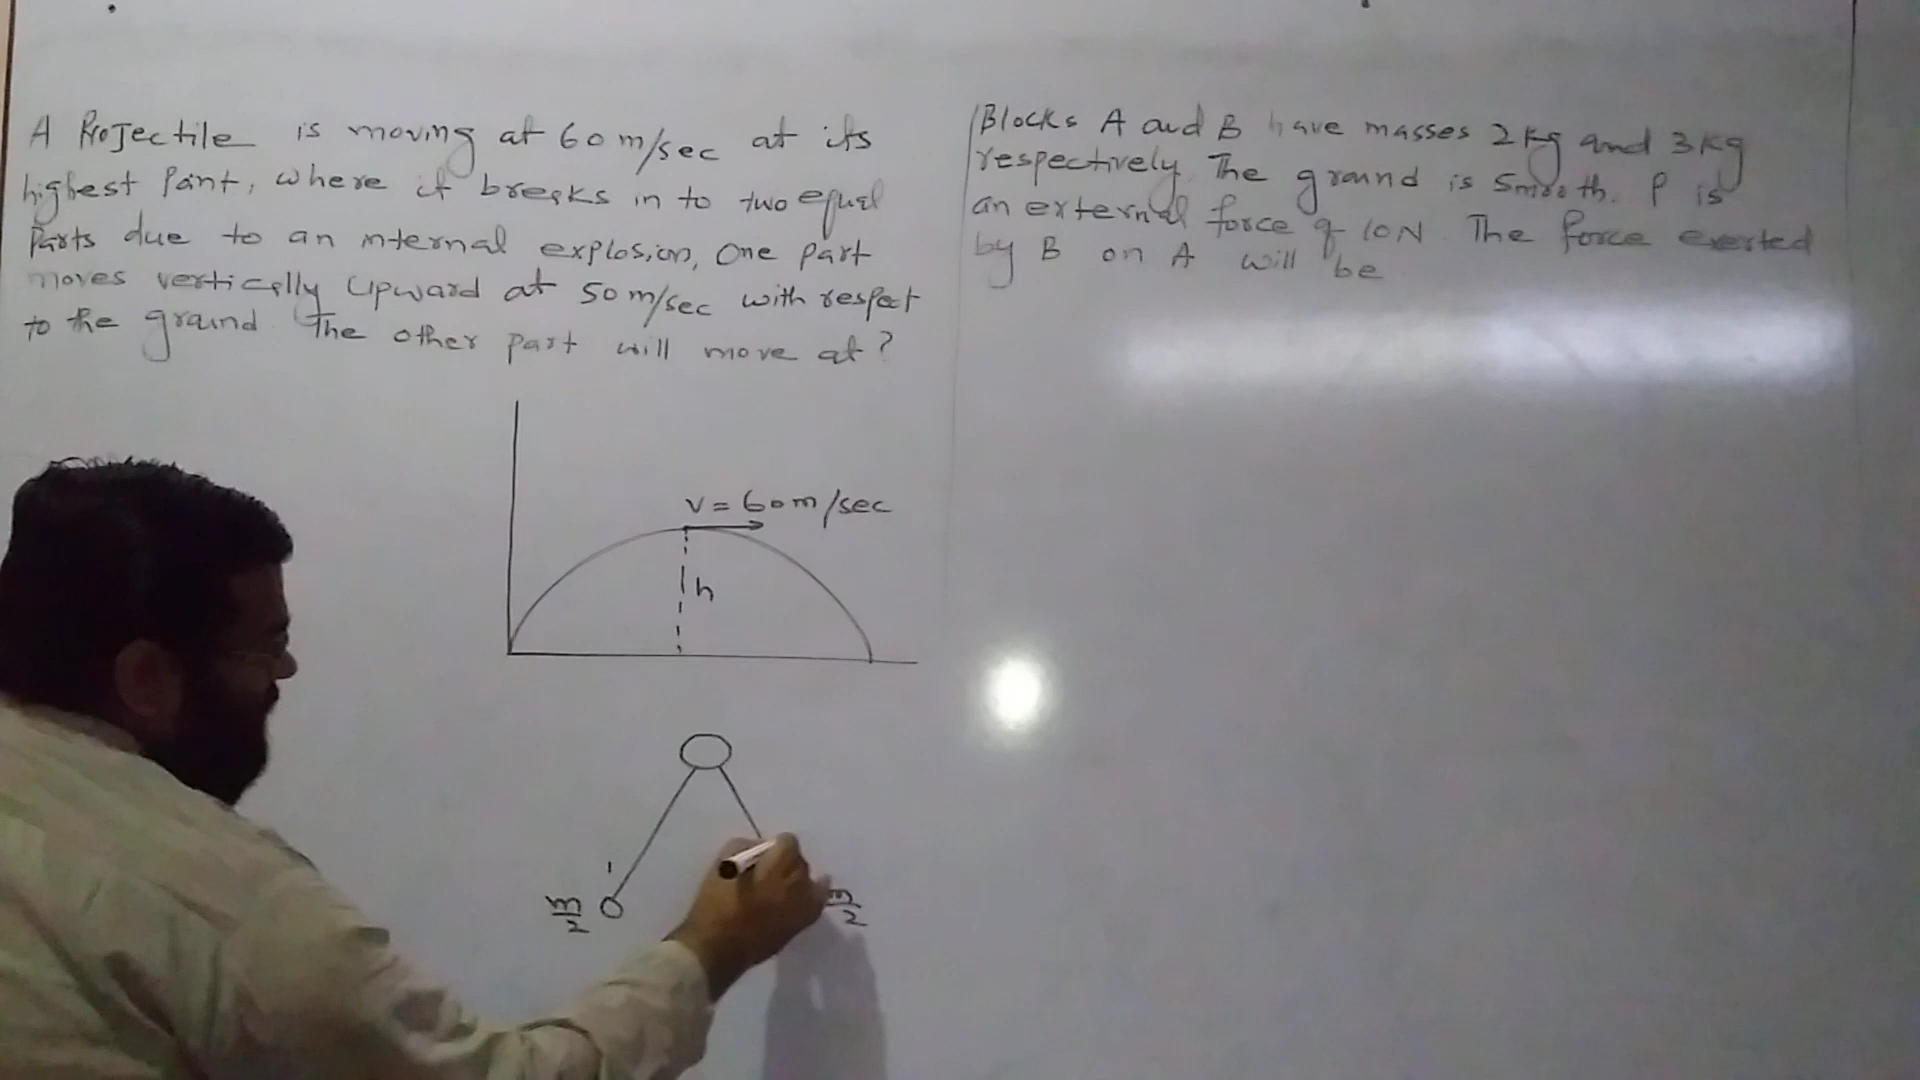 A Projectile is moving at 60 m/sec at its
highest Point, where it breaks in to two equal
Parts due to an internal explosion, One part
moves vertically upward at 50 m/sec with respect
to the ground. The other part will move at?
V = 60 m/sec
h
1
m/2
m/2
Blocks A and B have masses 2 kg and 3 kg
respectively. The ground is smooth. P is
an external force of 10N. The force exerted
by B on A will be